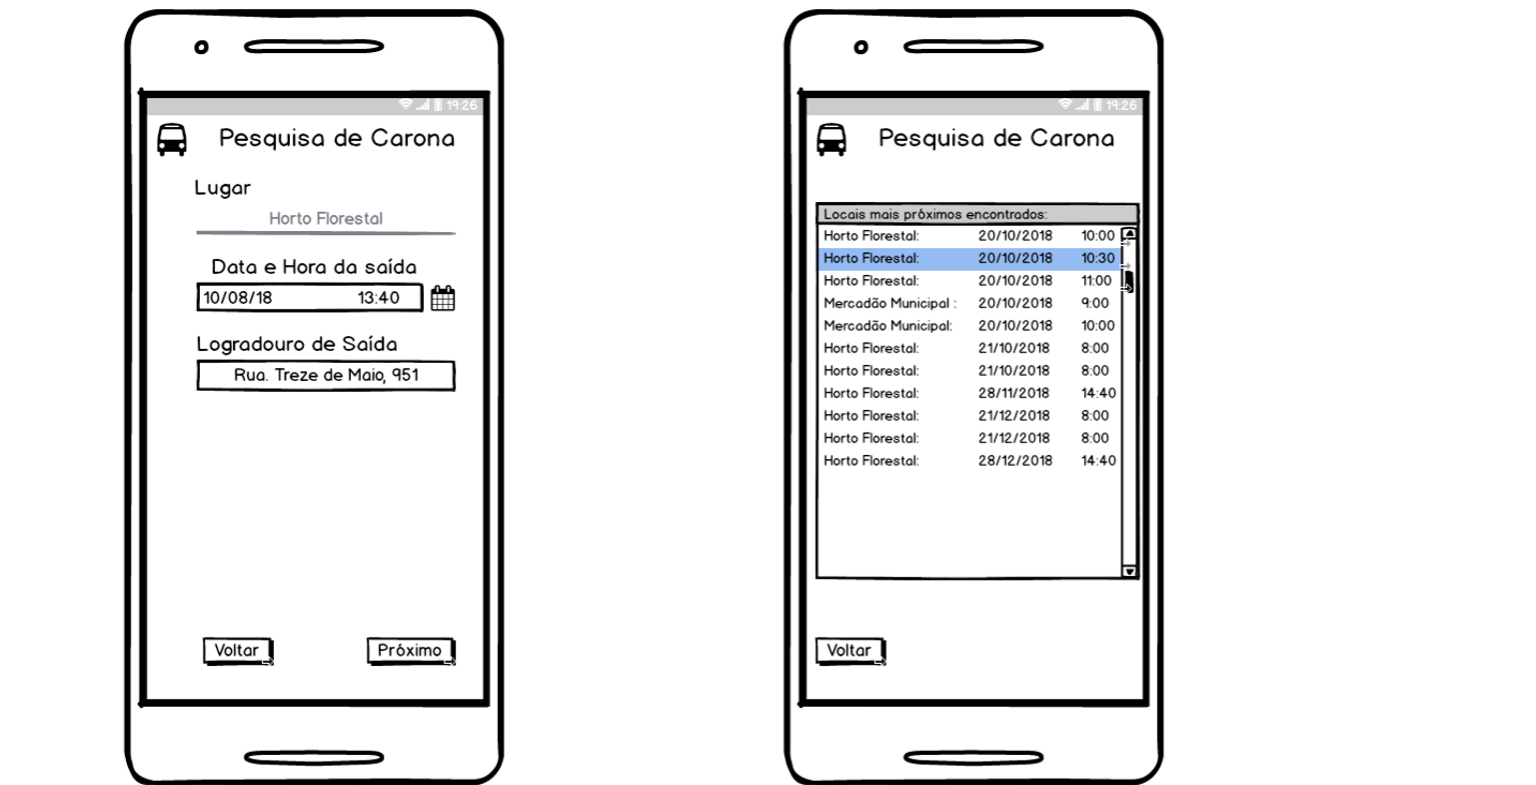 19:26
Pesquisa de Carona
Lugar
Horto Florestal
Data e Hora da saída
10/08/18 13:40
Logradouro de Saída
Rua. Treze de Maio, 951
Voltar Próximo
19:26
Pesquisa de Carona
Locais mais próximos encontrados:
Horto Florestal: 20/10/2018 10:00
Horto Florestal: 20/10/2018 10:30
Horto Florestal: 20/10/2018 11:00
Mercadão Municipal : 20/10/2018 9:00
Mercadão Municipal: 20/10/2018 10:00
Horto Florestal: 21/10/2018 8:00
Horto Florestal: 21/10/2018 8:00
Horto Florestal: 28/11/2018 14:40
Horto Florestal: 21/12/2018 8:00
Horto Florestal: 21/12/2018 8:00
Horto Florestal: 28/12/2018 14:40
Voltar